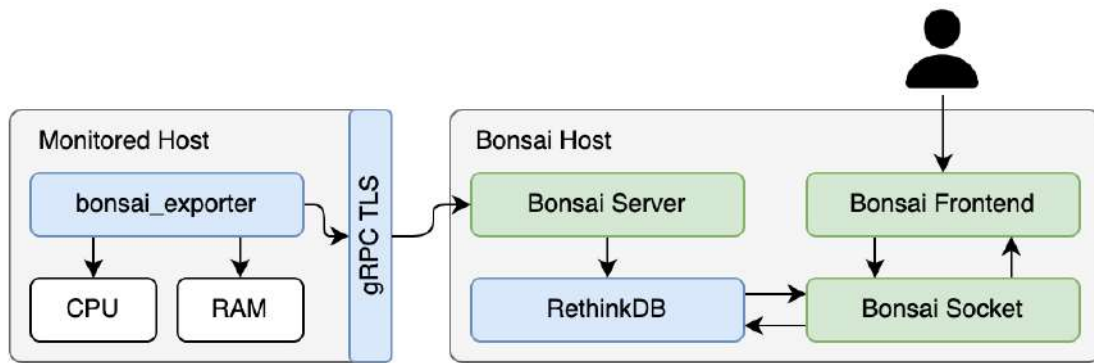 Monitored Host
bonsai_exporter
CPU
RAM
gRPC TLS
Bonsai Host
Bonsai Server
Bonsai Frontend
RethinkDB
Bonsai Socket